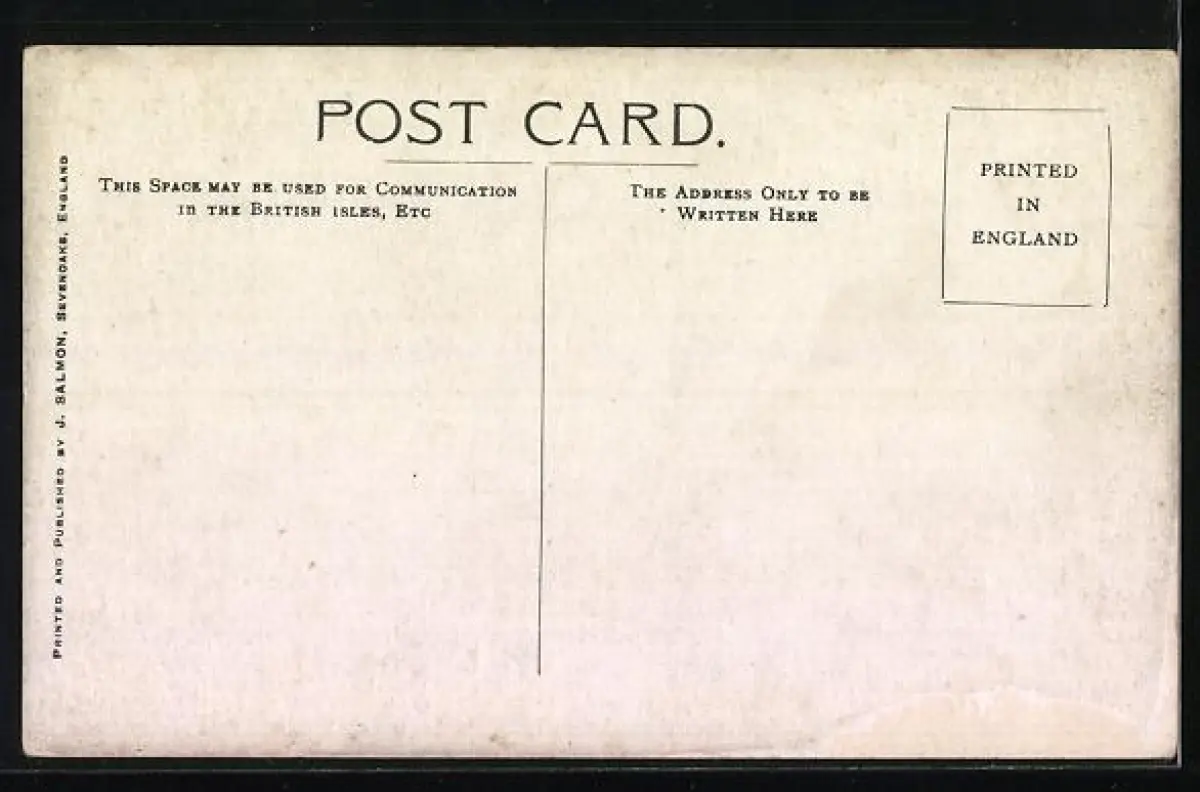 POST CARD.
THIS SPACE MAY BE USED FOR COMMUNICATION
In THE BRITISH ISLES, ETC
THE ADDRESS ONLY TO BE
WRITTEN HERE
PRINTED
IN
ENGLAND
PRINTED AND PUBLISHED BY J. SALMON, SEVENOAKS, ENGLAND